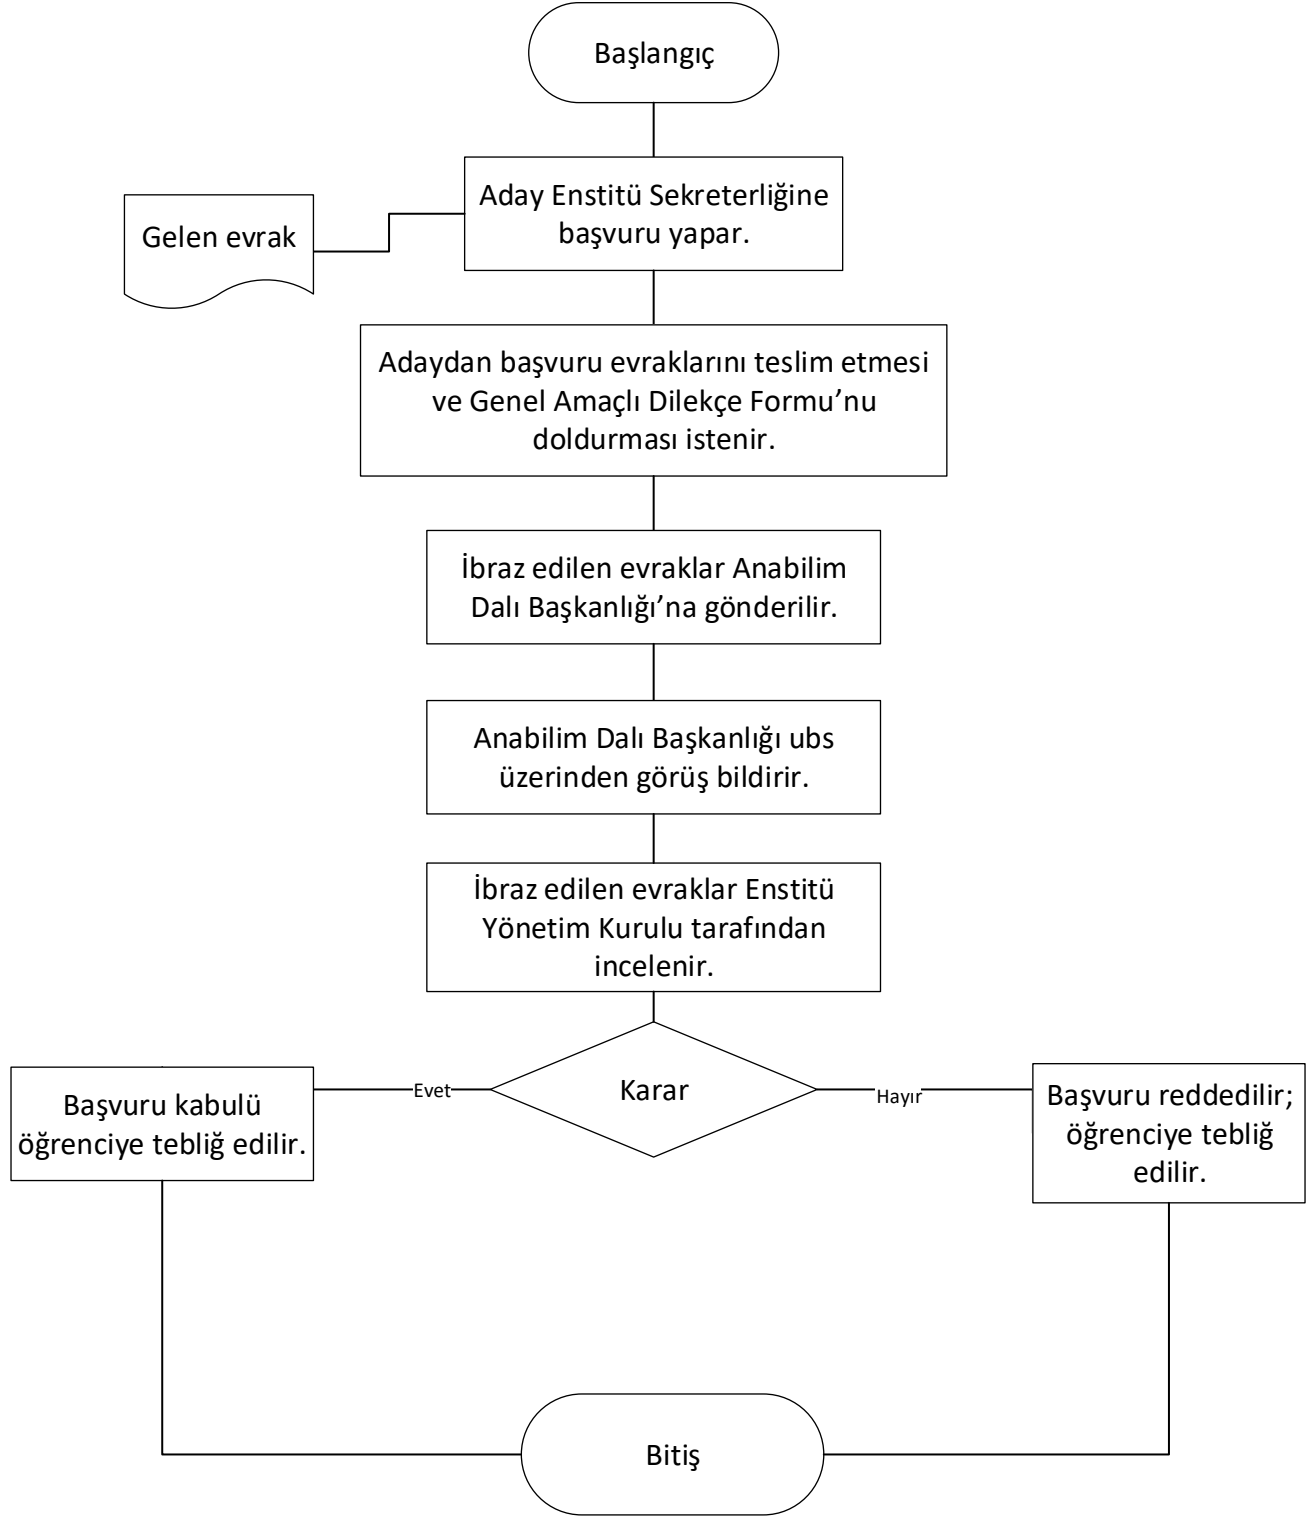 Başlangıç
Aday Enstitü Sekreterliğine
başvuru yapar.
Gelen evrak
Adaydan başvuru evraklarını teslim etmesi
ve Genel Amaçlı Dilekçe Formu’nu
doldurması istenir.
İbraz edilen evraklar Anabilim
Dalı Başkanlığı’na gönderilir.
Anabilim Dalı Başkanlığı ubs
üzerinden görüş bildirir.
İbraz edilen evraklar Enstitü
Yönetim Kurulu tarafından
incelenir.
Karar
Evet
Hayır
Başvuru kabulü
öğrenciye tebliğ edilir.
Başvuru reddedilir;
öğrenciye tebliğ
edilir.
Bitiş